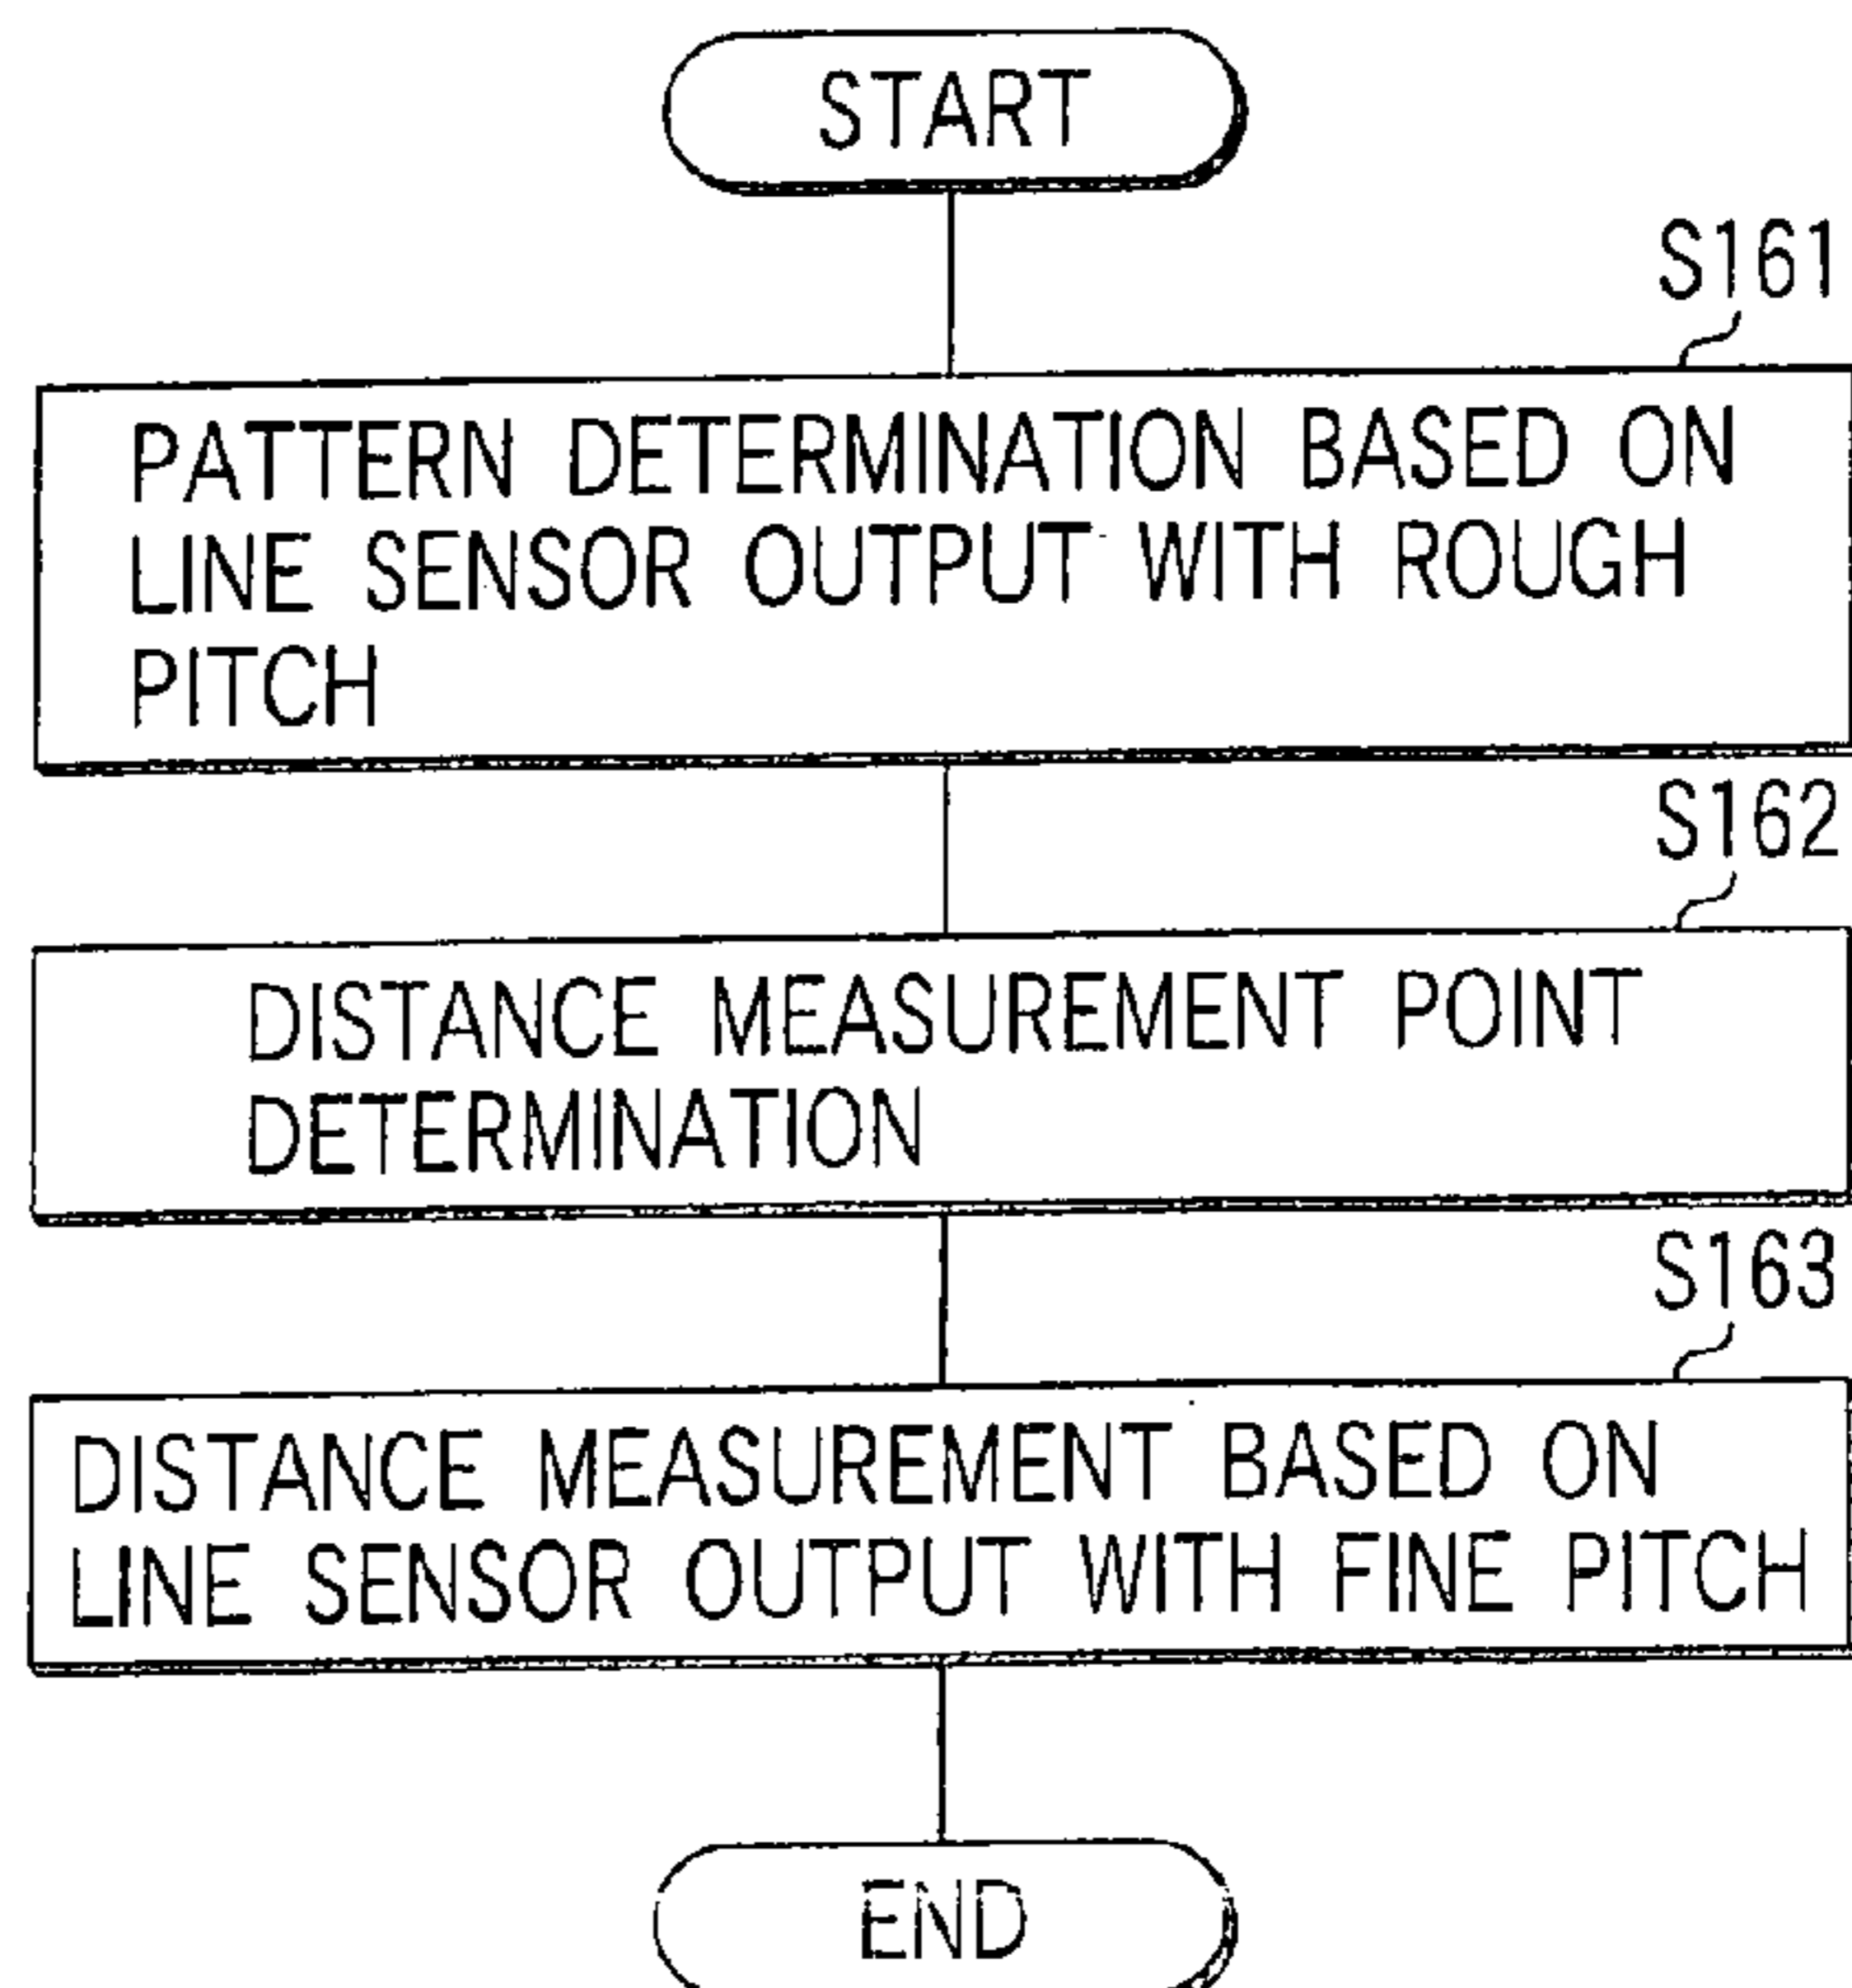 START
S161
PATTERN DETERMINATION BASED ON
LINE SENSOR OUTPUT WITH ROUGH
PITCH
S162
DISTANCE MEASUREMENT POINT
DETERMINATION
S163
DISTANCE MEASUREMENT BASED ON
LINE SENSOR OUTPUT WITH FINE PITCH
END